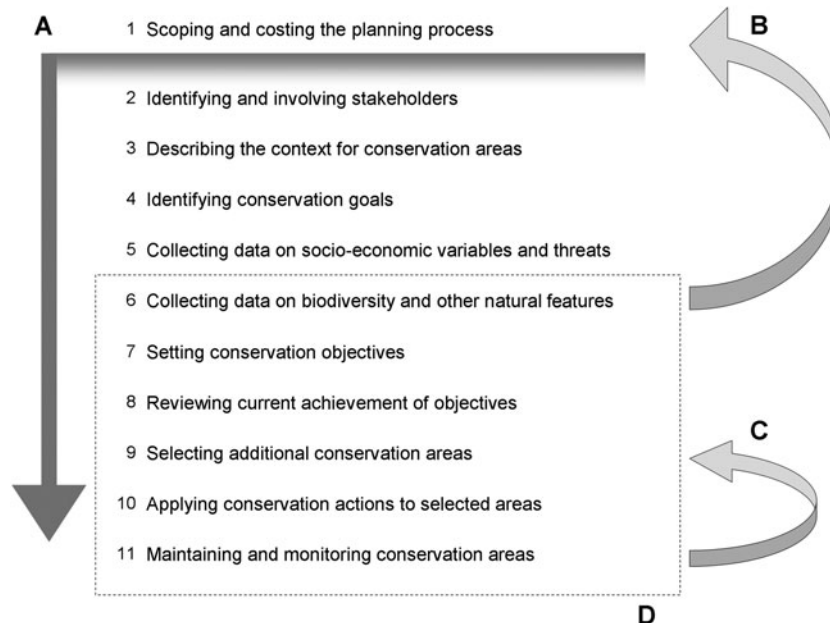 A
1 Scoping and costing the planning process
B
2 Identifying and involving stakeholders
3 Describing the context for conservation areas
4 Identifying conservation goals
5 Collecting data on socio-economic variables and threats
6 Collecting data on biodiversity and other natural features
7 Setting conservation objectives
8 Reviewing current achievement of objectives
C
9 Selecting additional conservation areas
10 Applying conservation actions to selected areas
11 Maintaining and monitoring conservation areas
D